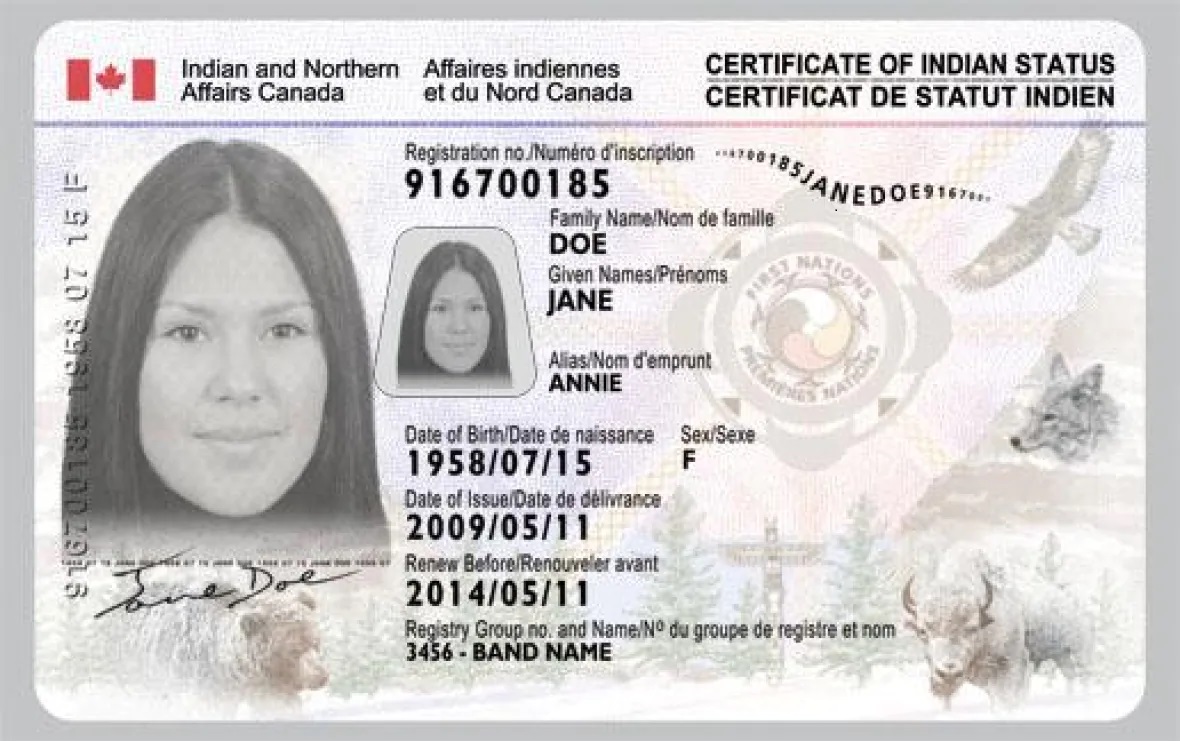 Indian and Northern Affairs Canada
Affaires indiennes et du Nord Canada
CERTIFICATE OF INDIAN STATUS
CERTIFICAT DE STATUT INDIEN
Registration no./Numéro d'inscription
916700185
700185JANEDOE9167
Family Name/Nom de famille
DOE
Given Names/Prénoms
JANE
Alias/Nom d'emprunt
ANNIE
FIRST NATIONS
PREMIÈRES NATIONS
Date of Birth/Date de naissance Sex/Sexe
1958/07/15 F
Date of Issue/Date de délivrance
2009/05/11
Renew Before/Renouveler avant
2014/05/11
Registry Group no. and Name/Nº du groupe de registre et nom
3456 - BAND NAME
916700185 1958 07 15 F
Jane Doe